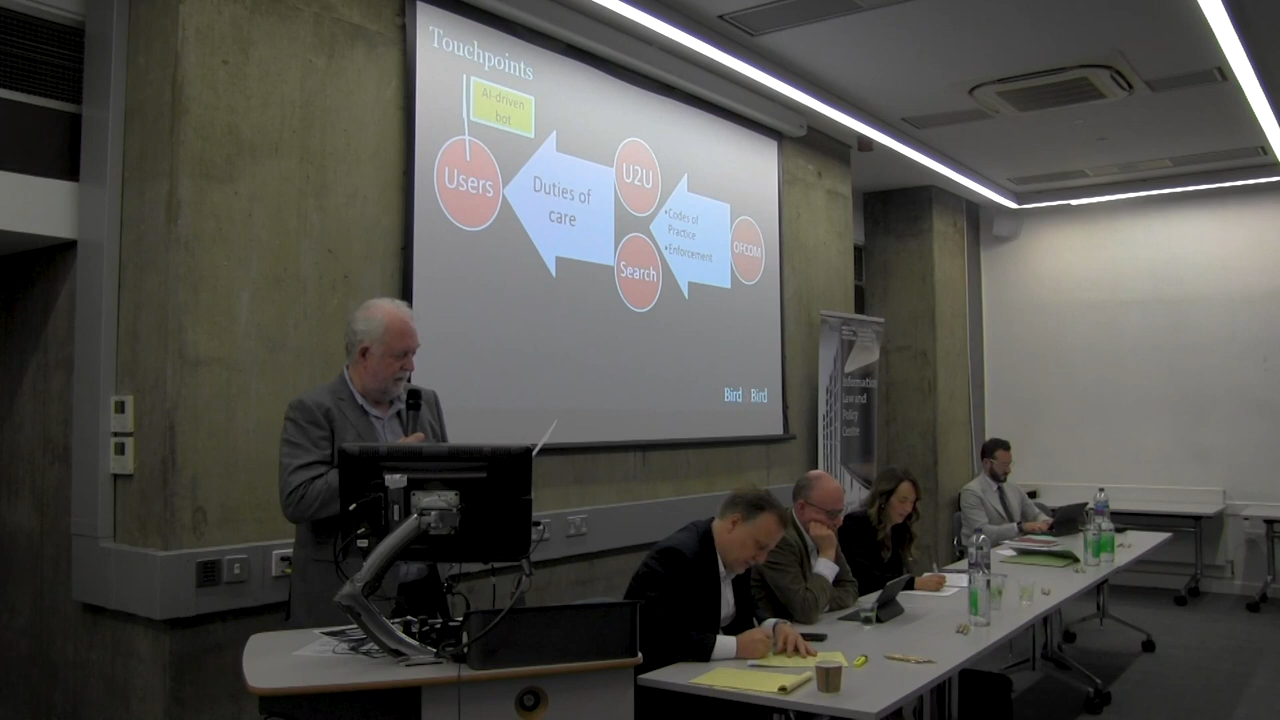 Touchpoints
AI-driven
bot
Users
Duties of
care
U2U
Search
•Codes of
Practice
•Enforcement
OFCOM
Bird Bird
Information
Law and
Policy
Centre